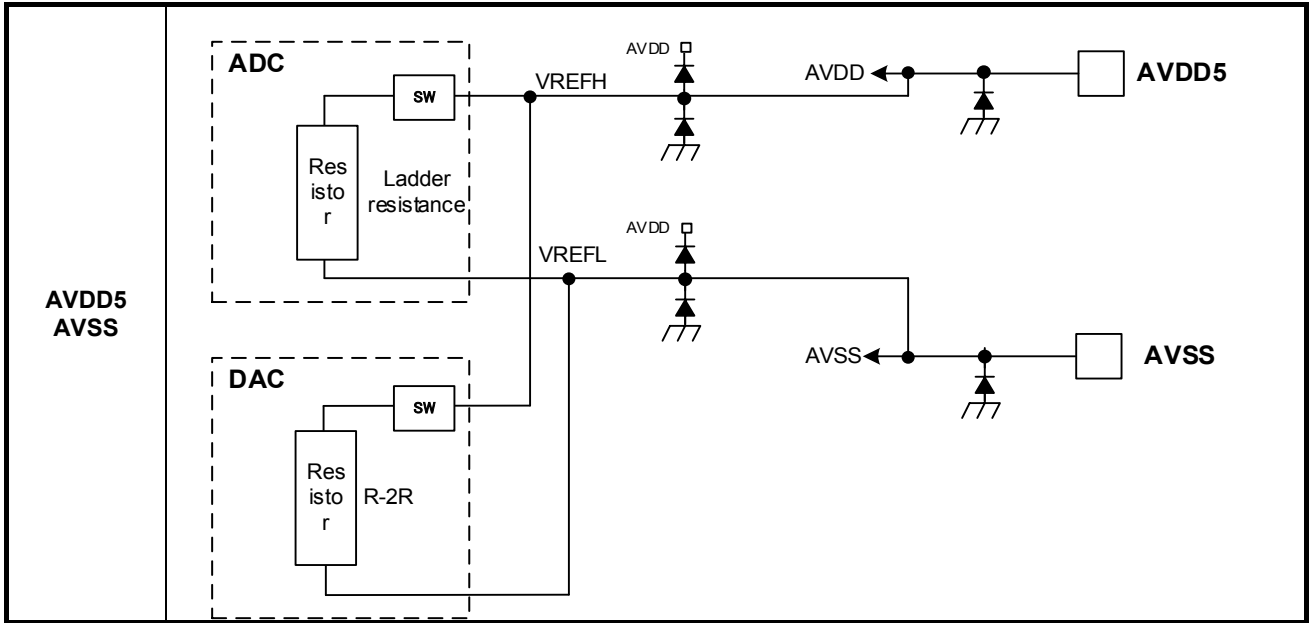 AVDD5
AVSS
ADC
SW
Res
isto
r
Ladder
resistance
VREFH
AVDD
AVDD
AVDD5
VREFL
AVDD
AVSS
AVSS
DAC
SW
Res
isto
r
R-2R